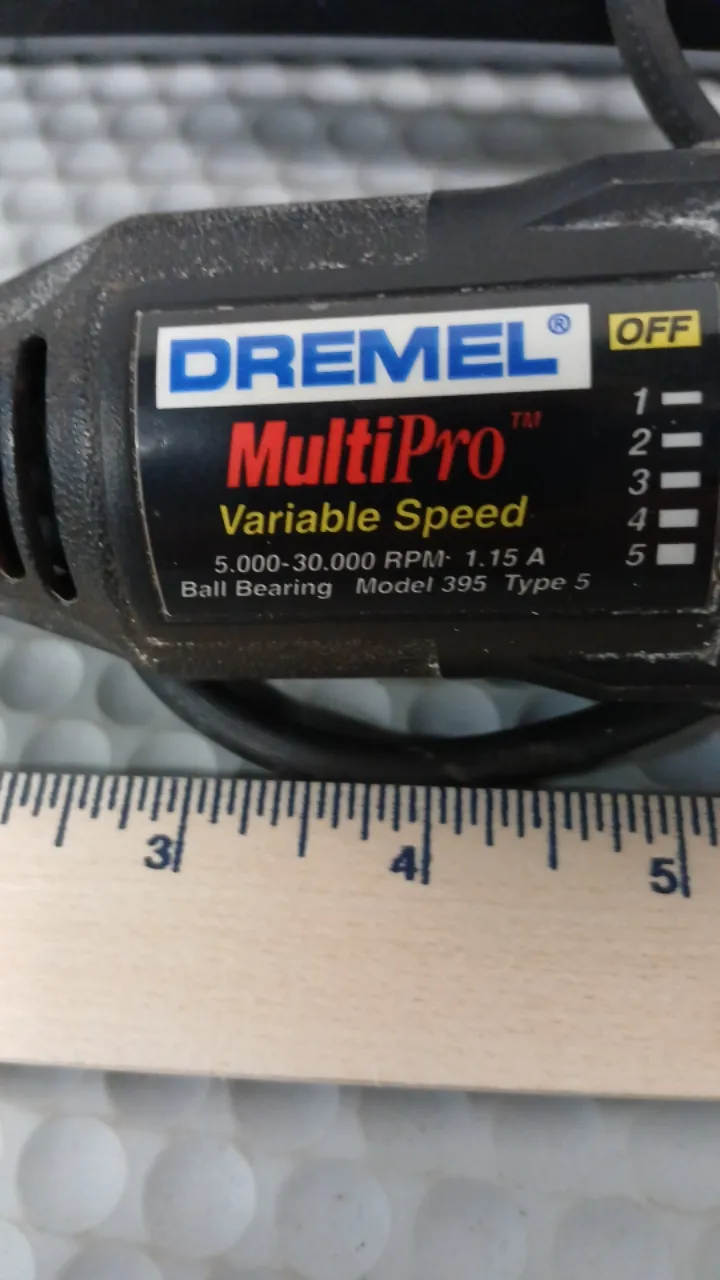 DREMEL®
OFF
MultiPro™
Variable Speed
5.000-30.000 RPM· 1.15 A
Ball Bearing Model 395 Type 5
1
2
3
4
5
3
4
5